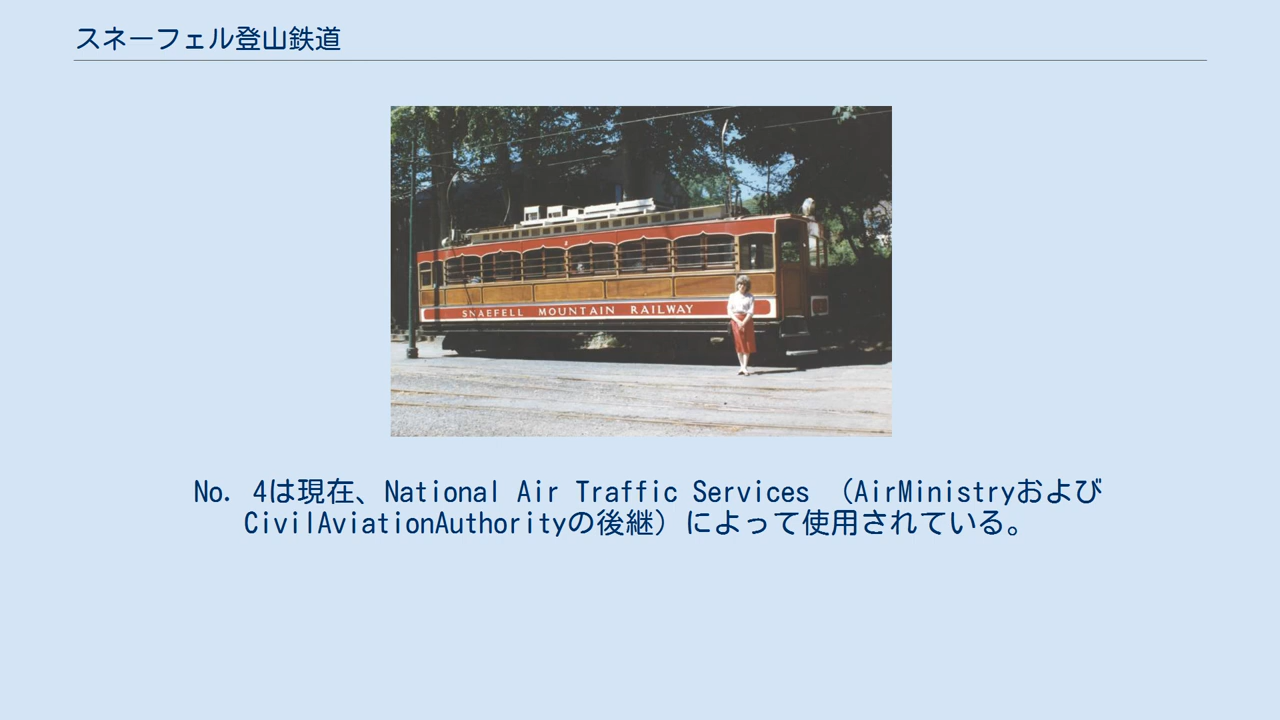 スネーフェル登山鉄道
2
SNAEFELL MOUNTAIN RAILWAY
No. 4は現在、National Air Traffic Services （AirMinistryおよび
CivilAviationAuthorityの後継）によって使用されている。